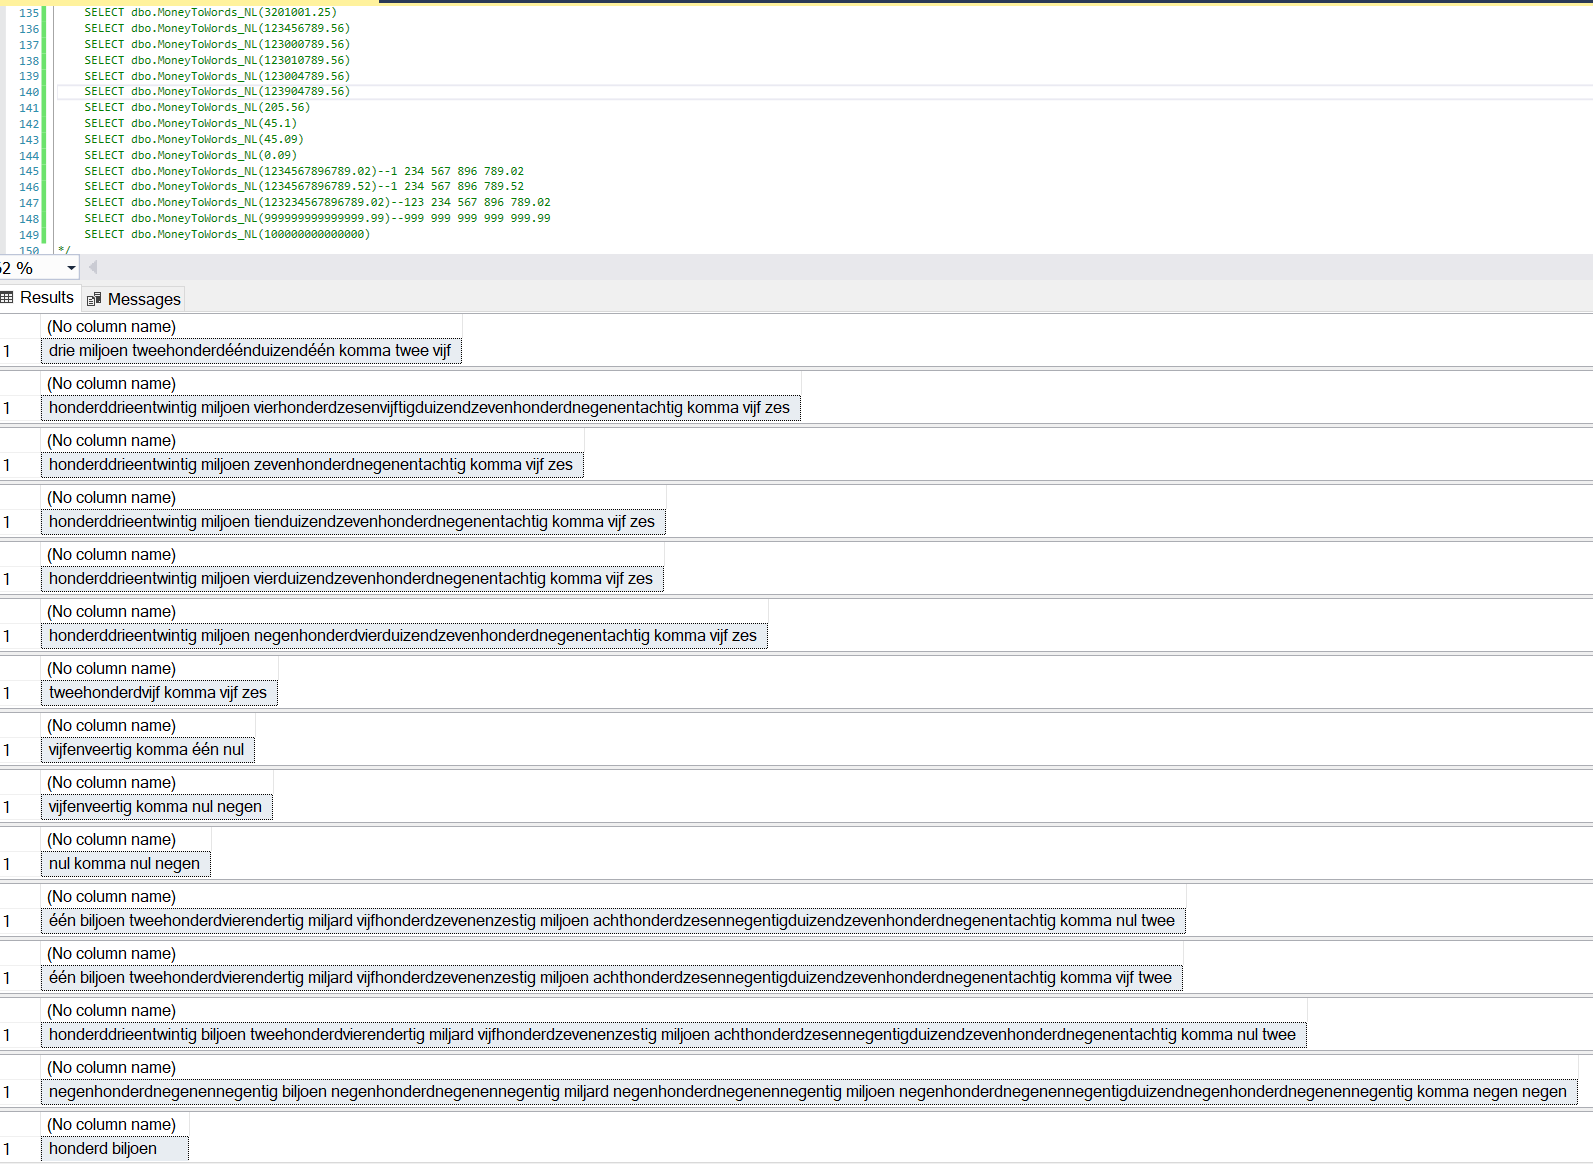 135 SELECT dbo.MoneyToWords_NL(3201001.25)
136 SELECT dbo.MoneyToWords_NL(123456789.56)
137 SELECT dbo.MoneyToWords_NL(123000789.56)
138 SELECT dbo.MoneyToWords_NL(123010789.56)
139 SELECT dbo.MoneyToWords_NL(123004789.56)
140 SELECT dbo.MoneyToWords_NL(123904789.56)
141 SELECT dbo.MoneyToWords_NL(205.56)
142 SELECT dbo.MoneyToWords_NL(45.1)
143 SELECT dbo.MoneyToWords_NL(45.09)
144 SELECT dbo.MoneyToWords_NL(0.09)
145 SELECT dbo.MoneyToWords_NL(1234567896789.02)--1 234 567 896 789.02
146 SELECT dbo.MoneyToWords_NL(1234567896789.52)--1 234 567 896 789.52
147 SELECT dbo.MoneyToWords_NL(123234567896789.02)--123 234 567 896 789.02
148 SELECT dbo.MoneyToWords_NL(999999999999999.99)--999 999 999 999 999.99
149 SELECT dbo.MoneyToWords_NL(100000000000000)
150 */
2 %
Results Messages
(No column name)
1 drie miljoen tweehonderdéénduizendéén komma twee vijf
(No column name)
1 honderddrieentwintig miljoen vierhonderdzesenvijftigduizendzevenhonderdnegenentachtig komma vijf zes
(No column name)
1 honderddrieentwintig miljoen zevenhonderdnegenentachtig komma vijf zes
(No column name)
1 honderddrieentwintig miljoen tienduizendzevenhonderdnegenentachtig komma vijf zes
(No column name)
1 honderddrieentwintig miljoen vierduizendzevenhonderdnegenentachtig komma vijf zes
(No column name)
1 honderddrieentwintig miljoen negenhonderdvierduizendzevenhonderdnegenentachtig komma vijf zes
(No column name)
1 tweehonderdvijf komma vijf zes
(No column name)
1 vijfenveertig komma één nul
(No column name)
1 vijfenveertig komma nul negen
(No column name)
1 nul komma nul negen
(No column name)
1 één biljoen tweehonderdvierendertig miljard vijfhonderdzevenenzestig miljoen achthonderdzesennegentigduizendzevenhonderdnegenentachtig komma nul twee
(No column name)
1 één biljoen tweehonderdvierendertig miljard vijfhonderdzevenenzestig miljoen achthonderdzesennegentigduizendzevenhonderdnegenentachtig komma vijf twee
(No column name)
1 honderddrieentwintig biljoen tweehonderdvierendertig miljard vijfhonderdzevenenzestig miljoen achthonderdzesennegentigduizendzevenhonderdnegenentachtig komma nul twee
(No column name)
1 negenhonderdnegenennegentig biljoen negenhonderdnegenennegentig miljard negenhonderdnegenennegentig miljoen negenhonderdnegenennegentigduizendnegenhonderdnegenennegentig komma negen negen
(No column name)
1 honderd biljoen